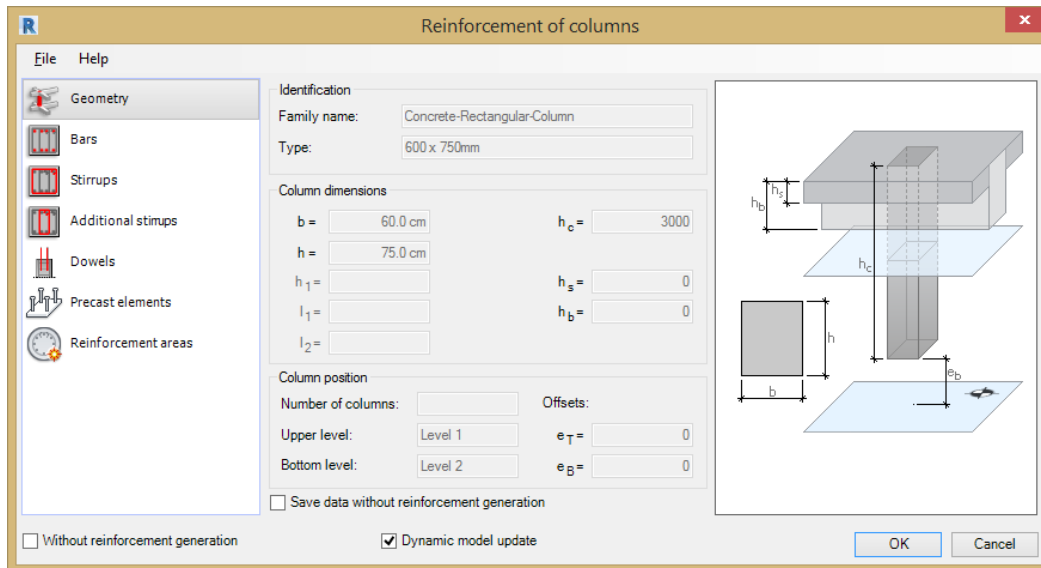 R
Reinforcement of columns
x
File Help
Geometry
Bars
Stirrups
Additional stimups
Dowels
Precast elements
Reinforcement areas
Identification
Family name: Concrete-Rectangular-Column
Type: 600 x 750mm
Column dimensions
b = 60.0 cm hc = 3000
h = 75.0 cm
h1 =
l1 = hs = 0
l2 = hb = 0
Column position
Number of columns: Offsets:
Upper level: Level 1 eT = 0
Bottom level: Level 2 eB = 0
Save data without reinforcement generation
hs
hb
hc
h
b
eb
Without reinforcement generation Dynamic model update OK Cancel